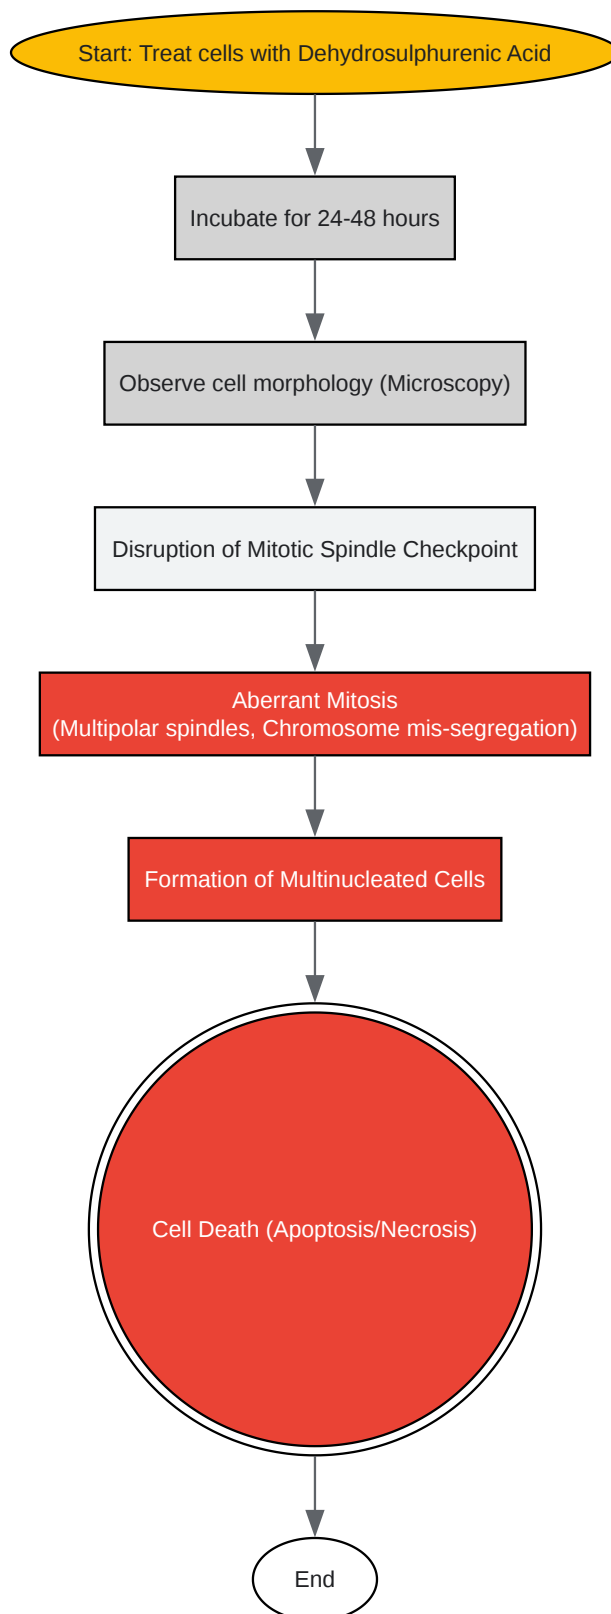 Start: Treat cells with Dehydrosulphurenic Acid
Incubate for 24-48 hours
Observe cell morphology (Microscopy)
Disruption of Mitotic Spindle Checkpoint
Aberrant Mitosis
(Multipolar spindles, Chromosome mis-segregation)
Formation of Multinucleated Cells
Cell Death (Apoptosis/Necrosis)
End